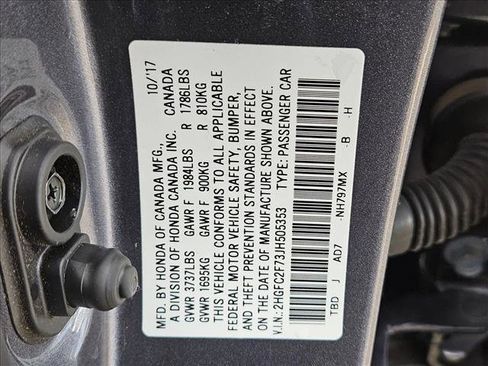 MFD. BY HONDA OF CANADA MFG., 10/'17
A DIVISION OF HONDA CANADA INC. CANADA
GVWR 3737LBS GAWR F 1984LBS R 1786LBS
GVWR 1695KG GAWR F 900KG R 810KG
THIS VEHICLE CONFORMS TO ALL APPLICABLE
FEDERAL MOTOR VEHICLE SAFETY, BUMPER,
AND THEFT PREVENTION STANDARDS IN EFFECT
ON THE DATE OF MANUFACTURE SHOWN ABOVE.
V.I.N.: 2HGFC2F73JH505353 TYPE: PASSENGER CAR
TBD J AD7 -NH797MX -B -H